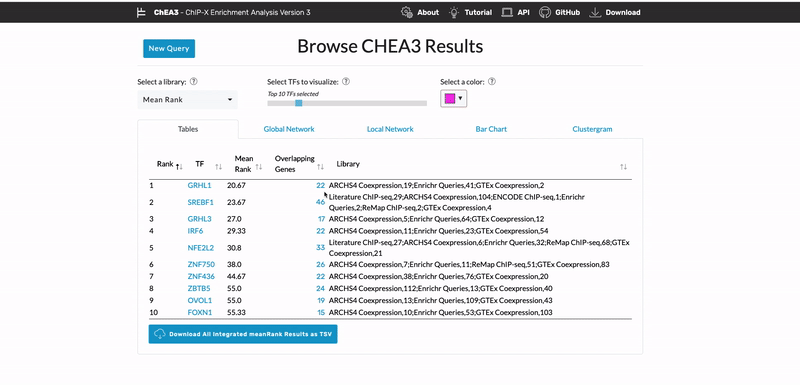 ChEA3 - ChIP-X Enrichment Analysis Version 3
About
Tutorial
API
GitHub
Download
New Query
Browse CHEA3 Results
Select a library:
Select TFs to visualize:
Select a color:
Mean Rank
Top 10 TFs selected
Tables
Global Network
Local Network
Bar Chart
Clustergram
Rank TF Mean Rank Overlapping Genes Library
1 GRHL1 20.67 22 ARCHS4 Coexpression,19;Enrichr Queries,41;GTEx Coexpression,2
2 SREBF1 23.67 46 Literature ChIP-seq,29;ARCHS4 Coexpression,104;ENCODE ChIP-seq,1;Enrichr
Queries,2;ReMap ChIP-seq,2;GTEx Coexpression,4
3 GRHL3 27.0 17 ARCHS4 Coexpression,5;Enrichr Queries,64;GTEx Coexpression,12
4 IRF6 29.33 22 ARCHS4 Coexpression,11;Enrichr Queries,23;GTEx Coexpression,54
5 NFE2L2 30.8 33 Literature ChIP-seq,27;ARCHS4 Coexpression,6;Enrichr Queries,32;ReMap ChIP-seq,68;GTEx
Coexpression,21
6 ZNF750 38.0 26 ARCHS4 Coexpression,7;Enrichr Queries,11;ReMap ChIP-seq,51;GTEx Coexpression,83
7 ZNF436 44.67 22 ARCHS4 Coexpression,38;Enrichr Queries,76;GTEx Coexpression,20
8 ZBTB5 55.0 24 ARCHS4 Coexpression,112;Enrichr Queries,13;GTEx Coexpression,40
9 OVOL1 55.0 19 ARCHS4 Coexpression,13;Enrichr Queries,109;GTEx Coexpression,43
10 FOXN1 55.33 15 ARCHS4 Coexpression,10;Enrichr Queries,53;GTEx Coexpression,103
Download All Integrated meanRank Results as TSV